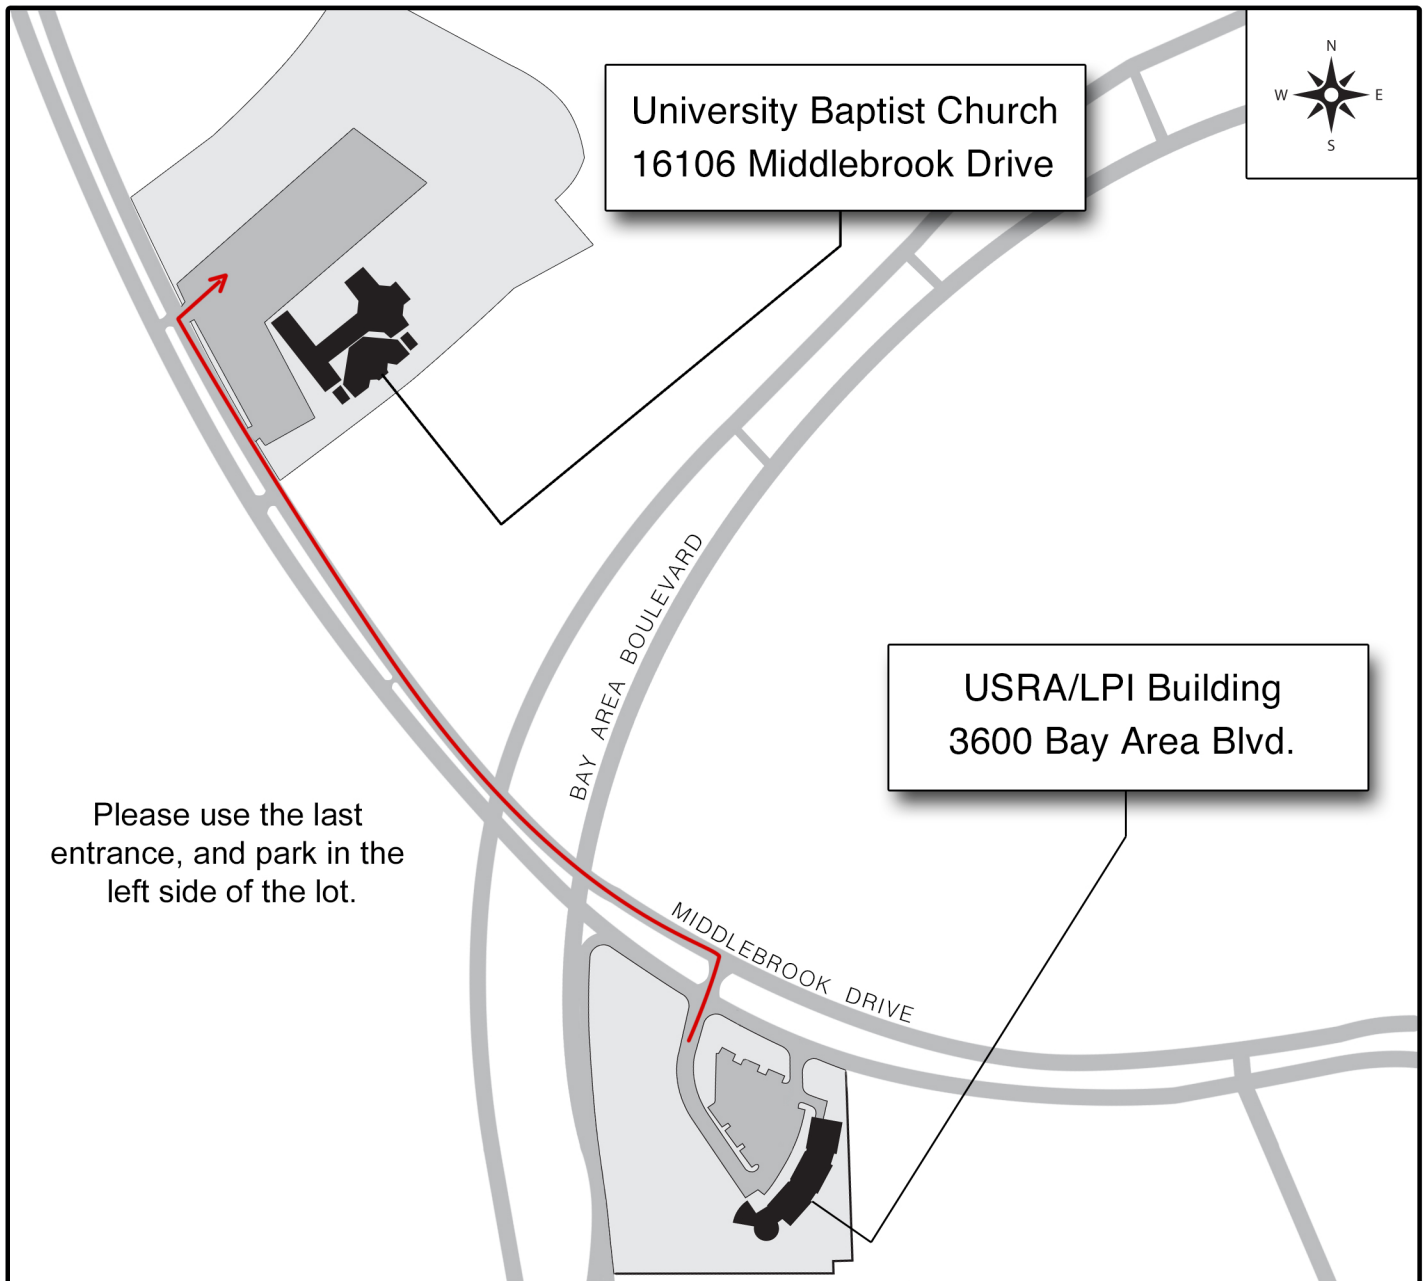 N
W E
S
University Baptist Church
16106 Middlebrook Drive
BAY AREA BOULEVARD
USRA/LPI Building
3600 Bay Area Blvd.
Please use the last
entrance, and park in the
left side of the lot.
MIDDLEBROOK DRIVE